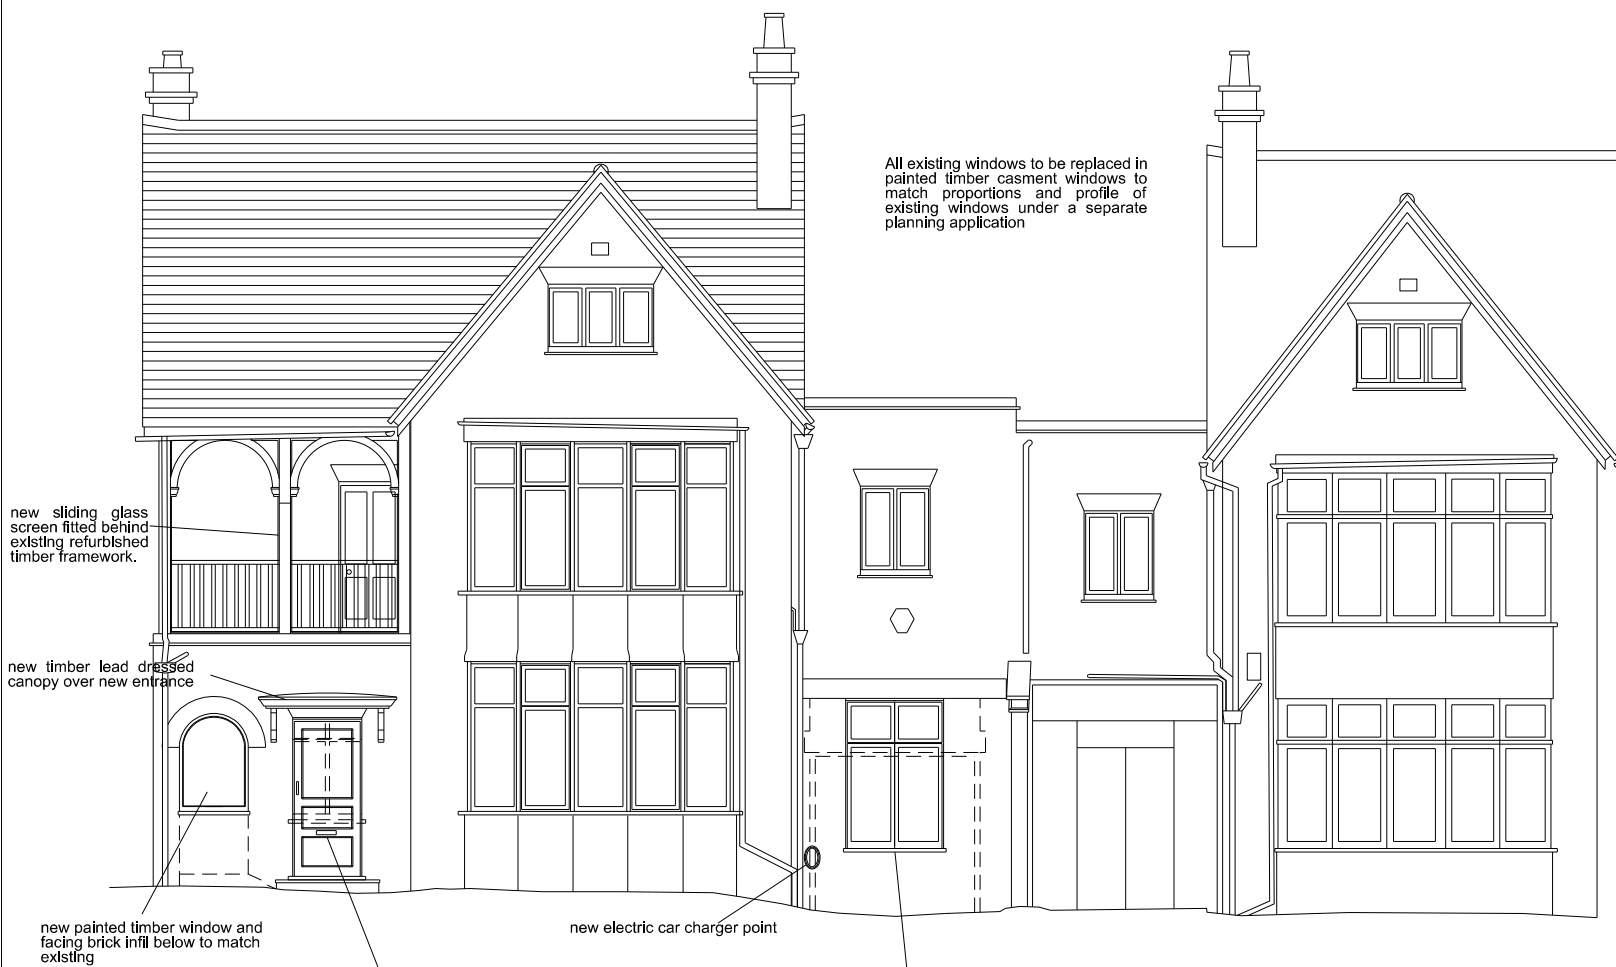 All existing windows to be replaced in
painted timber casment windows to
match proportions and profile of
existing windows under a separate
planning application
new sliding glass
screen fitted behind
existing refurbished
timber framework.
new timber lead dressed
canopy over new entrance
new painted timber window and
facing brick infil below to match
existing
new electric car charger point